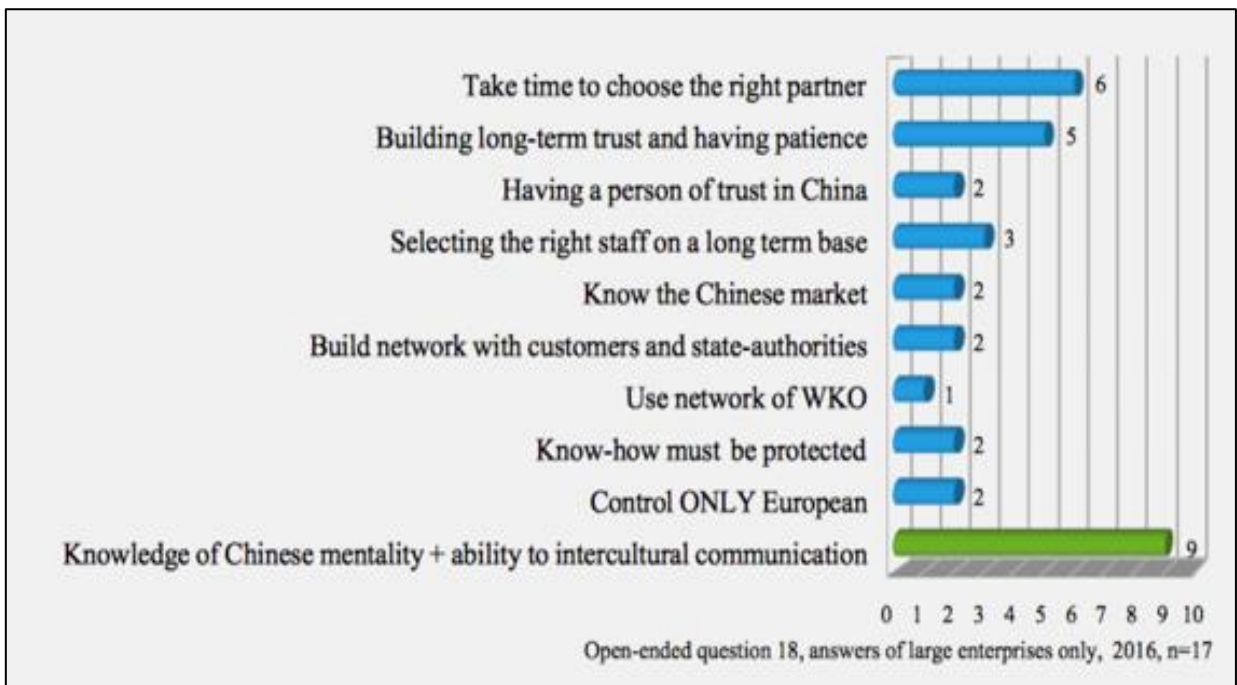 Take time to choose the right partner 6
Building long-term trust and having patience 5
Having a person of trust in China 2
Selecting the right staff on a long term base 3
Know the Chinese market 2
Build network with customers and state-authorities 2
Use network of WKO 1
Know-how must be protected 2
Control ONLY European 2
Knowledge of Chinese mentality + ability to intercultural communication 9
0 1 2 3 4 5 6 7 8 9 10
Open-ended question 18, answers of large enterprises only, 2016, n=17